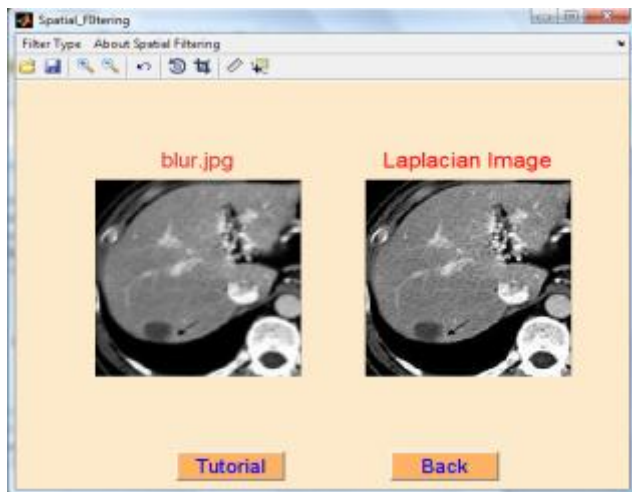 Spatial_FIltering
Filter Type About Spatial Filtering
blur.jpg Laplacian Image
Tutorial Back